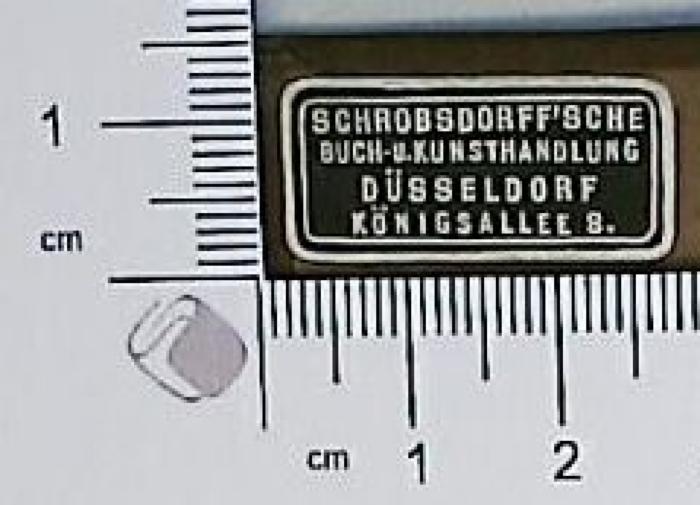 1
cm
SCHROBSDORFF'SCHE
BUCH-u.KUNSTHANDLUNG
DÜSSELDORF
KÖNIGSALLEE 8.
cm 1 2